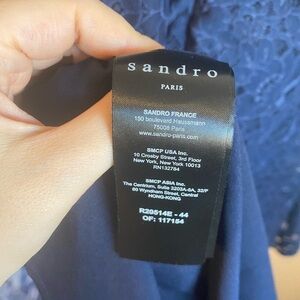 sandro
PARIS
SANDRO FRANCE
150 boulevard Haussmann
75008 Paris
www.sandro-paris.com
SMCP USA Inc.
10 Crosby Street, 3rd Floor
New York, New York 10013
RN132784
SMCP ASIA Inc.
The Centrium, Suite 3203A-6A, 32/F
60 Wyndham Street, Central
HONG-KONG
R20514E - 44
OF: 117154